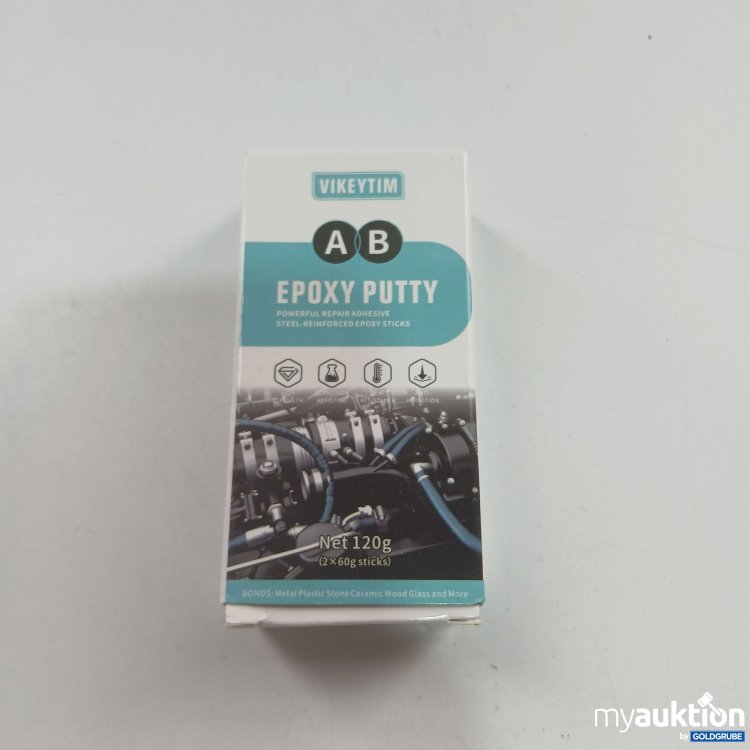 VIKEYTIM
A B
EPOXY PUTTY
POWERFUL REPAIR ADHESIVE
STEEL-REINFORCED EPOXY STICKS
RESISTING
Net 120g
(2×60g sticks)
BONDS: Metal Plastic Stone Ceramic Wood Glass and More
myauktion
by GOLDGRUBE